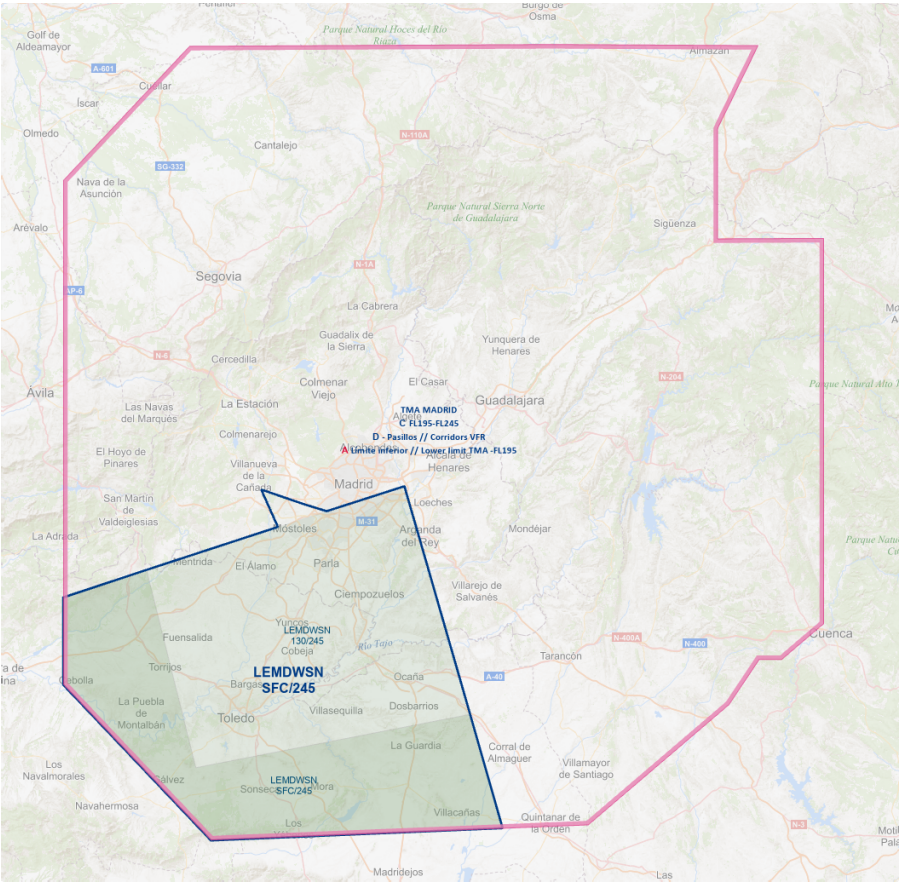 Burgo de
Osma
Golf de
Aldeamayor
Parque Natural Hoces del Río
Riaza
Almazán
A-601
Cuéllar
Íscar
Olmedo
N-110A
Cantalejo
SG-332
Nava de la
Asunción
Parque Natural Sierra Norte
de Guadalajara
Arévalo
Sigüenza
N-1A
Segovia
AP-6
La Cabrera
Guadalix de
la Sierra
Yunquera de
Henares
N-6
Cercedilla
N-204
Colmenar
Viejo
El Casar
Parque Natural Alto T
Ávila
Guadalajara
La Estación
Las Navas
del Marqués
TMA MADRID
Algete
C FL195-FL245
Colmenarejo
D - Pasillos // Corridors VFR
Alcobendas
A Límite inferior // Lower limit TMA -FL195
El Hoyo de
Pinares
Alcalá de
Henares
Villanueva
de la
Cañada
Madrid
San Martín
de
Valdeiglesias
Loeches
M-31
Móstoles
Arganda
del Rey
Mondéjar
La Adrada
Méntrida
El Álamo
Parla
Villarejo de
Salvanés
Ciempozuelos
Yuncos
LEMDWSN
130/245
Cobeja
Fuensalida
Río Tajo
N-400A
N-400
Cuenca
Tarancón
Torrijos
LEMDWSN
SFC/245
Cebolla
Bargas
Ocaña
A-40
La Puebla
de
Montalbán
Toledo
Villasequilla
Dosbarrios
La Guardia
Corral de
Almaguer
Los
Navalmorales
Gálvez
LEMDWSN
SFC/245
Sonseca
Mora
Villamayor
de Santiago
Navahermosa
Villacañas
Quintanar de
la Orden
Los
N-3
Madridejos
Las